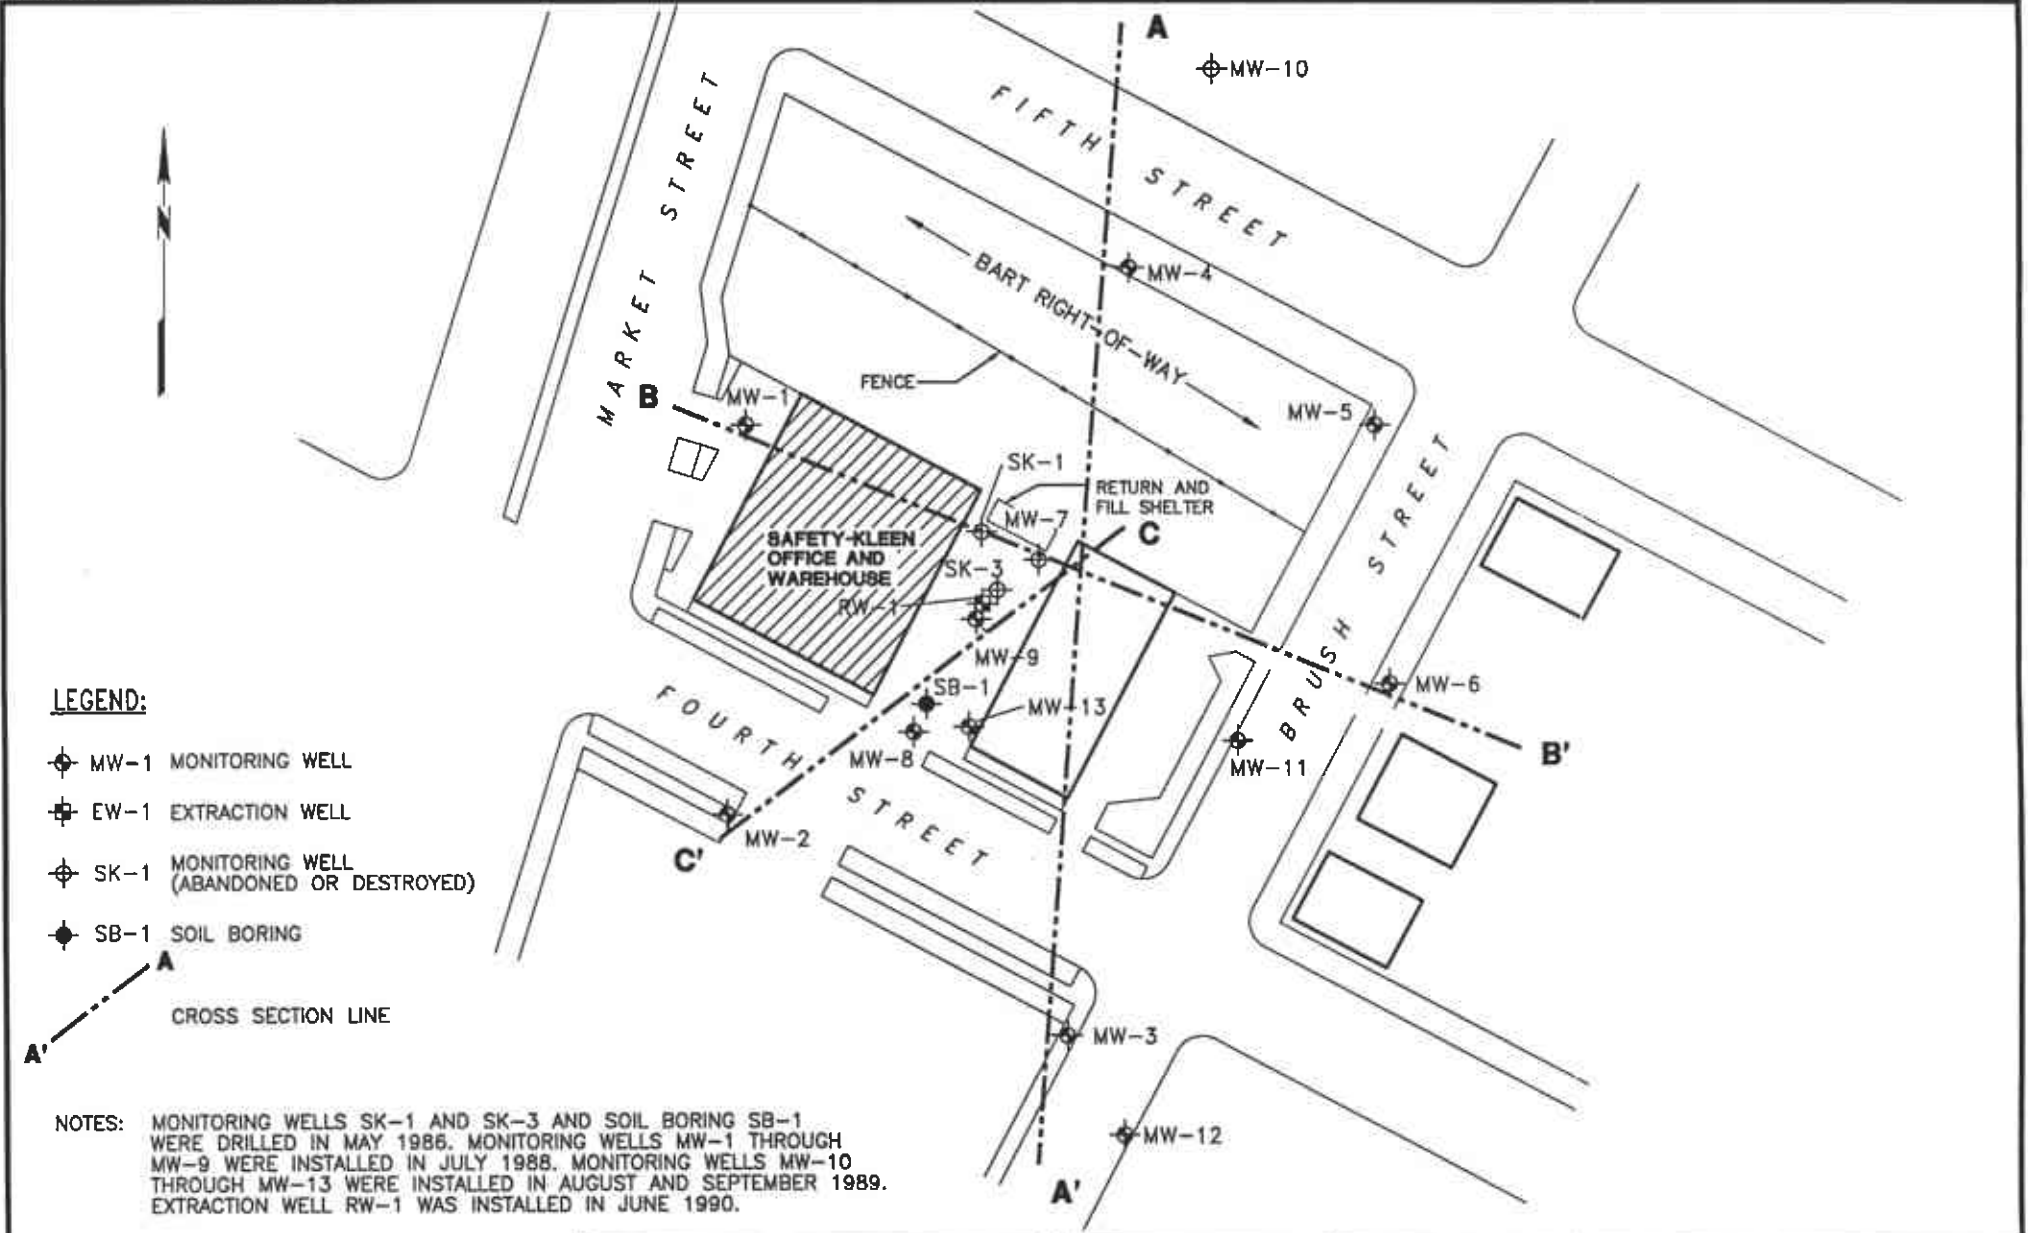 A
MW-10
FIFTH STREET
MARKET STREET
N
MW-4
BART RIGHT-OF-WAY
FENCE
B
MW-1
MW-5
SK-1
RETURN AND
FILL SHELTER
MW-7
C
SAFETY-KLEEN
OFFICE AND
WAREHOUSE
SK-3
RW-1
MW-9
BRUSH STREET
MW-6
SB-1
MW-13
FOURTH STREET
MW-8
MW-11
B'
MW-2
C'
MW-3
MW-12
A'
LEGEND:
MW-1 MONITORING WELL
EW-1 EXTRACTION WELL
SK-1 MONITORING WELL
(ABANDONED OR DESTROYED)
SB-1 SOIL BORING
A
CROSS SECTION LINE
A'
NOTES: MONITORING WELLS SK-1 AND SK-3 AND SOIL BORING SB-1
WERE DRILLED IN MAY 1986. MONITORING WELLS MW-1 THROUGH
MW-9 WERE INSTALLED IN JULY 1988. MONITORING WELLS MW-10
THROUGH MW-13 WERE INSTALLED IN AUGUST AND SEPTEMBER 1989.
EXTRACTION WELL RW-1 WAS INSTALLED IN JUNE 1990.